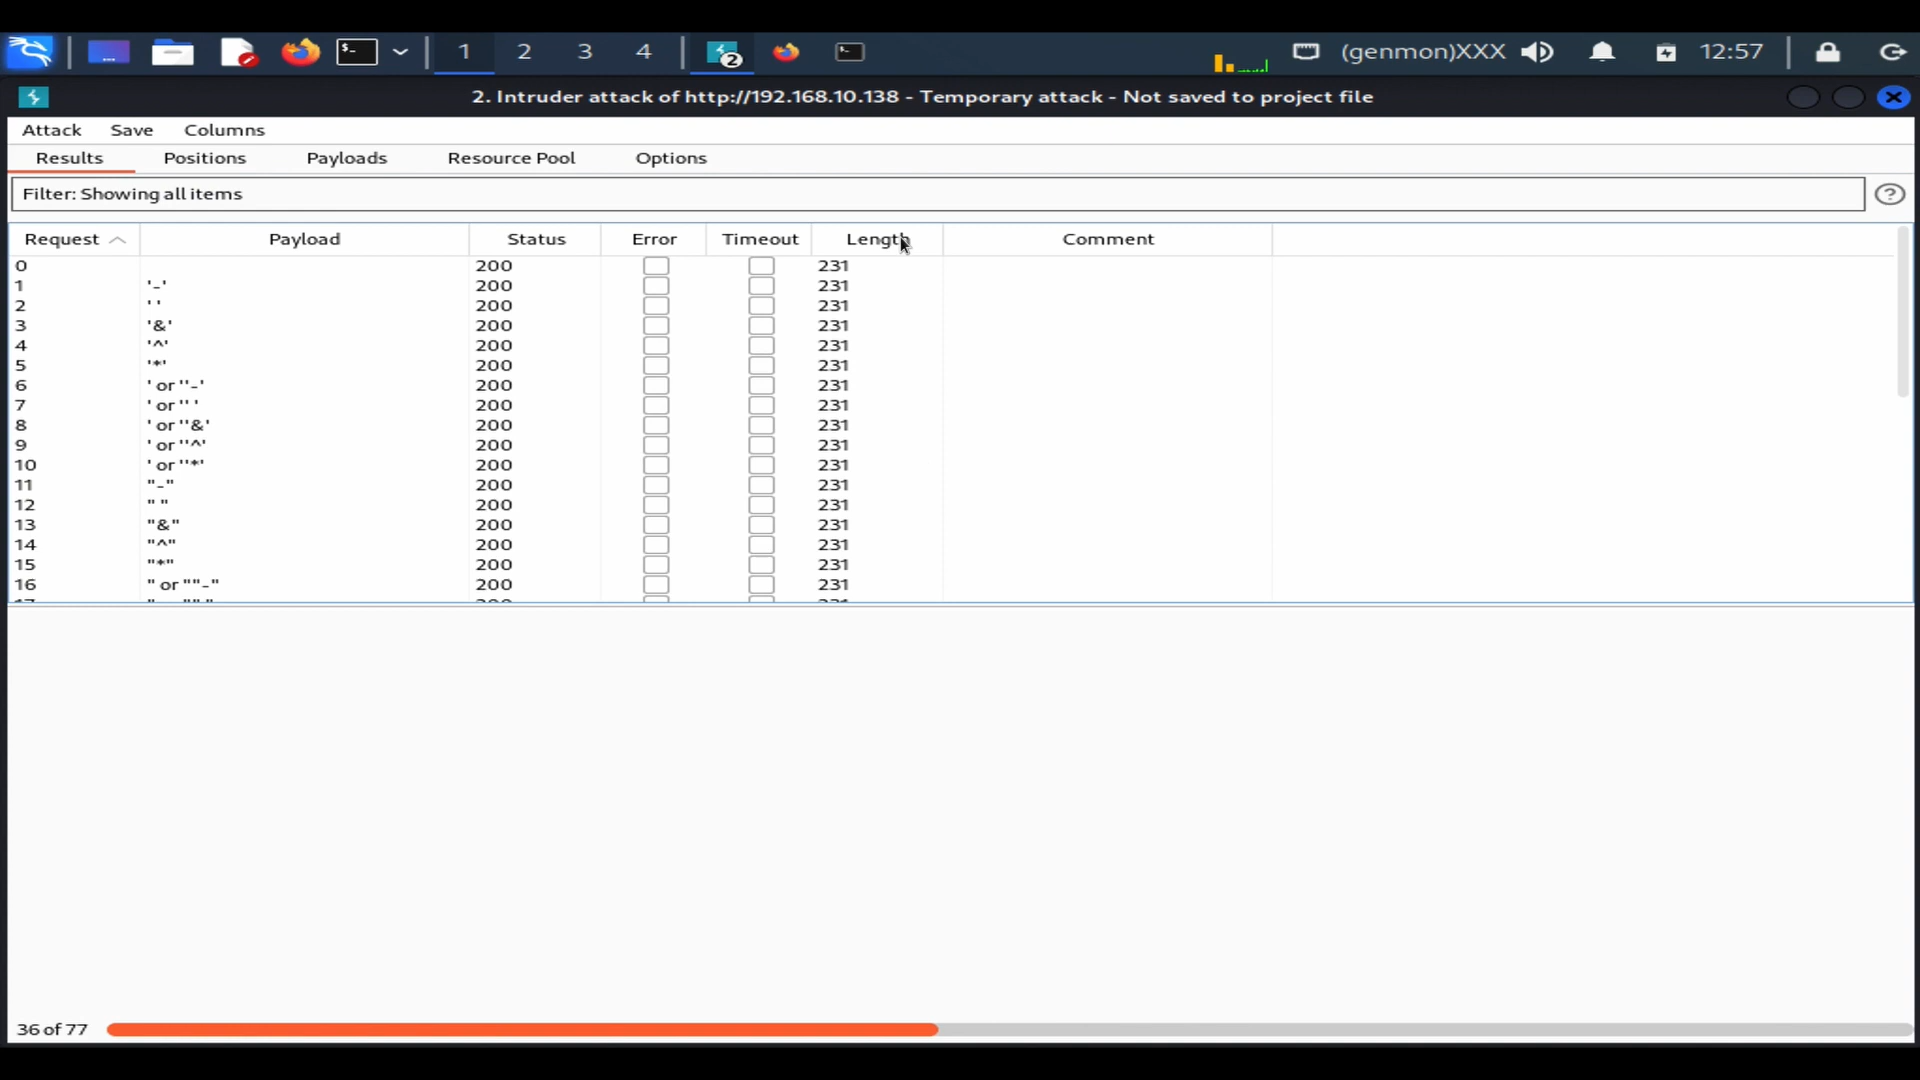 1 2 3 4 2 (genmon)XXX 12:57
2. Intruder attack of http://192.168.10.138 - Temporary attack - Not saved to project file
Attack Save Columns
Results Positions Payloads Resource Pool Options
Filter: Showing all items
Request Payload Status Error Timeout Length Comment
0 200 231
1 '-' 200 231
2 ' ' 200 231
3 '&' 200 231
4 '^' 200 231
5 '*' 200 231
6 ' or ''-' 200 231
7 ' or '' ' 200 231
8 ' or ''&' 200 231
9 ' or ''^' 200 231
10 ' or ''*' 200 231
11 "-" 200 231
12 " " 200 231
13 "&" 200 231
14 "^" 200 231
15 "*" 200 231
16 " or ""-" 200 231
36 of 77